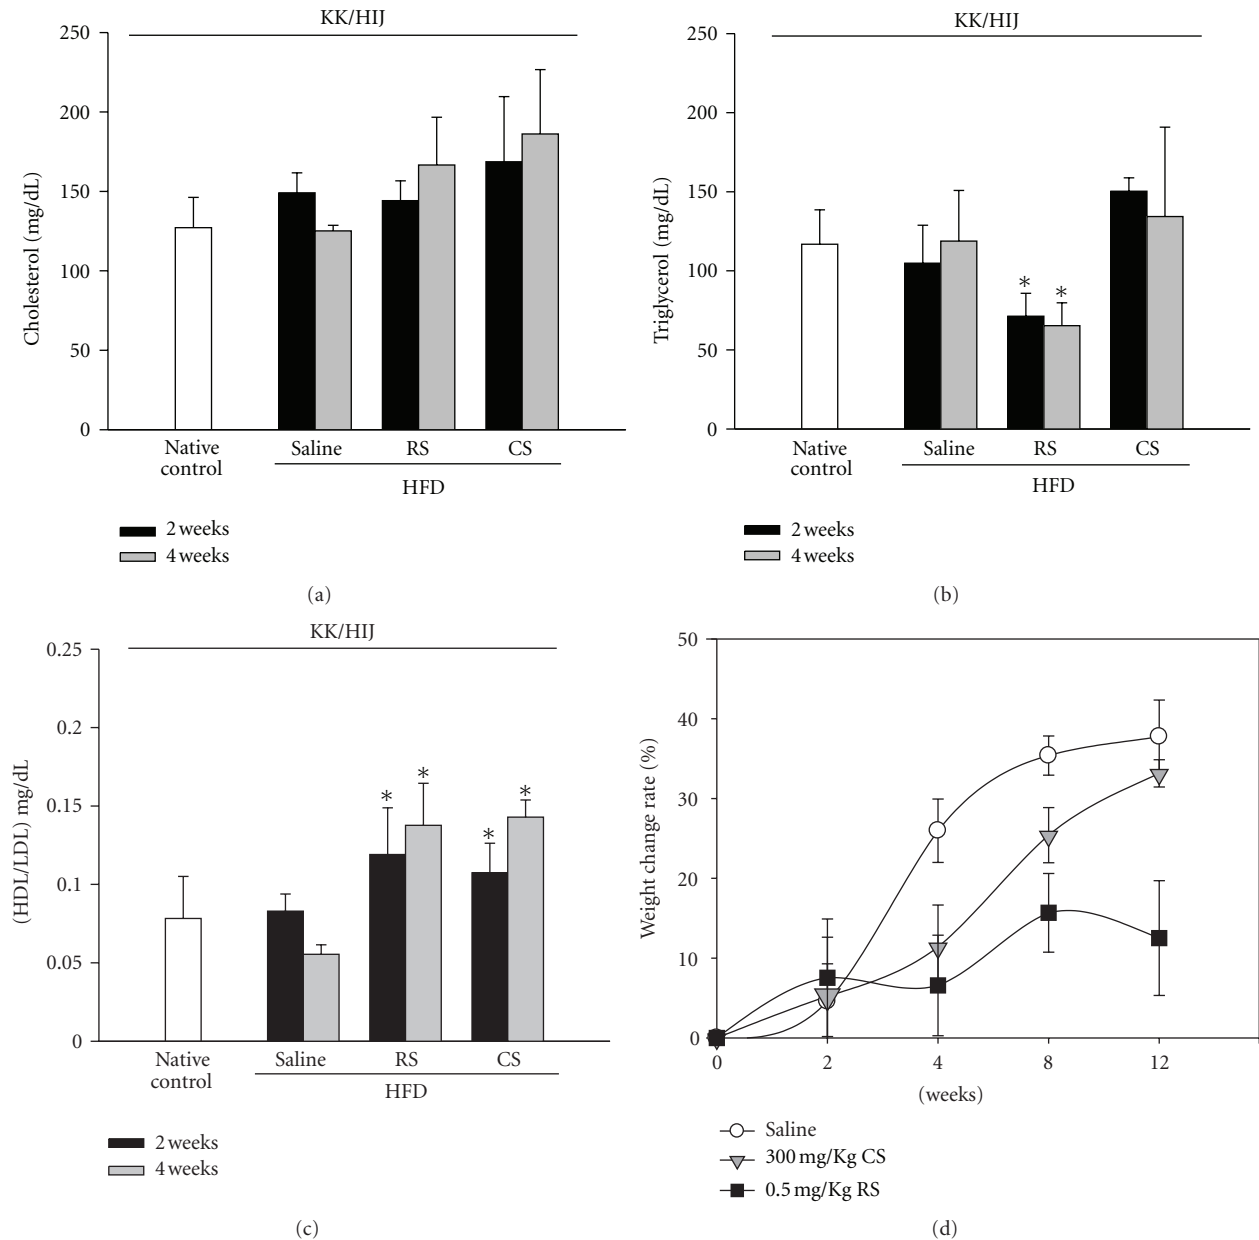 KK/HIJ
250
200
150
100
50
0
Cholesterol (mg/dL)
Native
control
Saline
RS
CS
HFD
2 weeks
4 weeks
(a)
KK/HIJ
250
200
150
100
50
0
Triglycerol (mg/dL)
*
*
Native
control
Saline
RS
CS
HFD
2 weeks
4 weeks
(b)
KK/HIJ
0.25
0.2
0.15
0.1
0.05
0
(HDL/LDL) mg/dL
*
*
*
*
Native
control
Saline
RS
CS
HFD
2 weeks
4 weeks
(c)
50
40
30
20
10
0
Weight change rate (%)
0
2
4
8
12
(weeks)
Saline
300 mg/Kg CS
0.5 mg/Kg RS
(d)